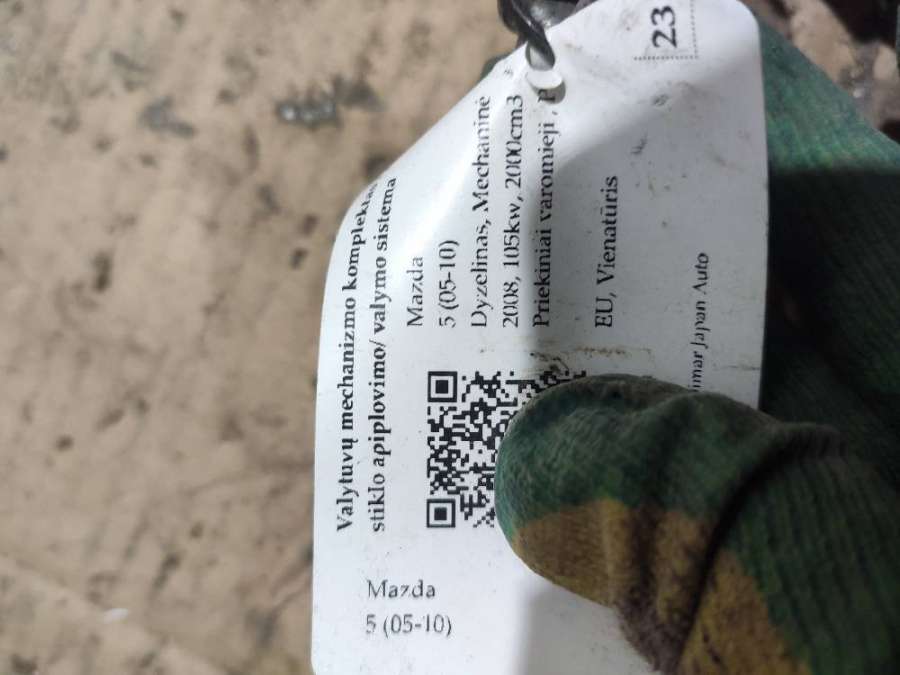 Valytuvų mechanizmo komplektas
stiklo apiplovimo/ valymo sistema
Mazda
5 (05-10)
Dyzelinas, Mechaninė
2008, 105kw, 2000cm3
Priekiniai varomieji ,
EU, Vienatūris
Japan Auto
23
Mazda
5 (05-10)